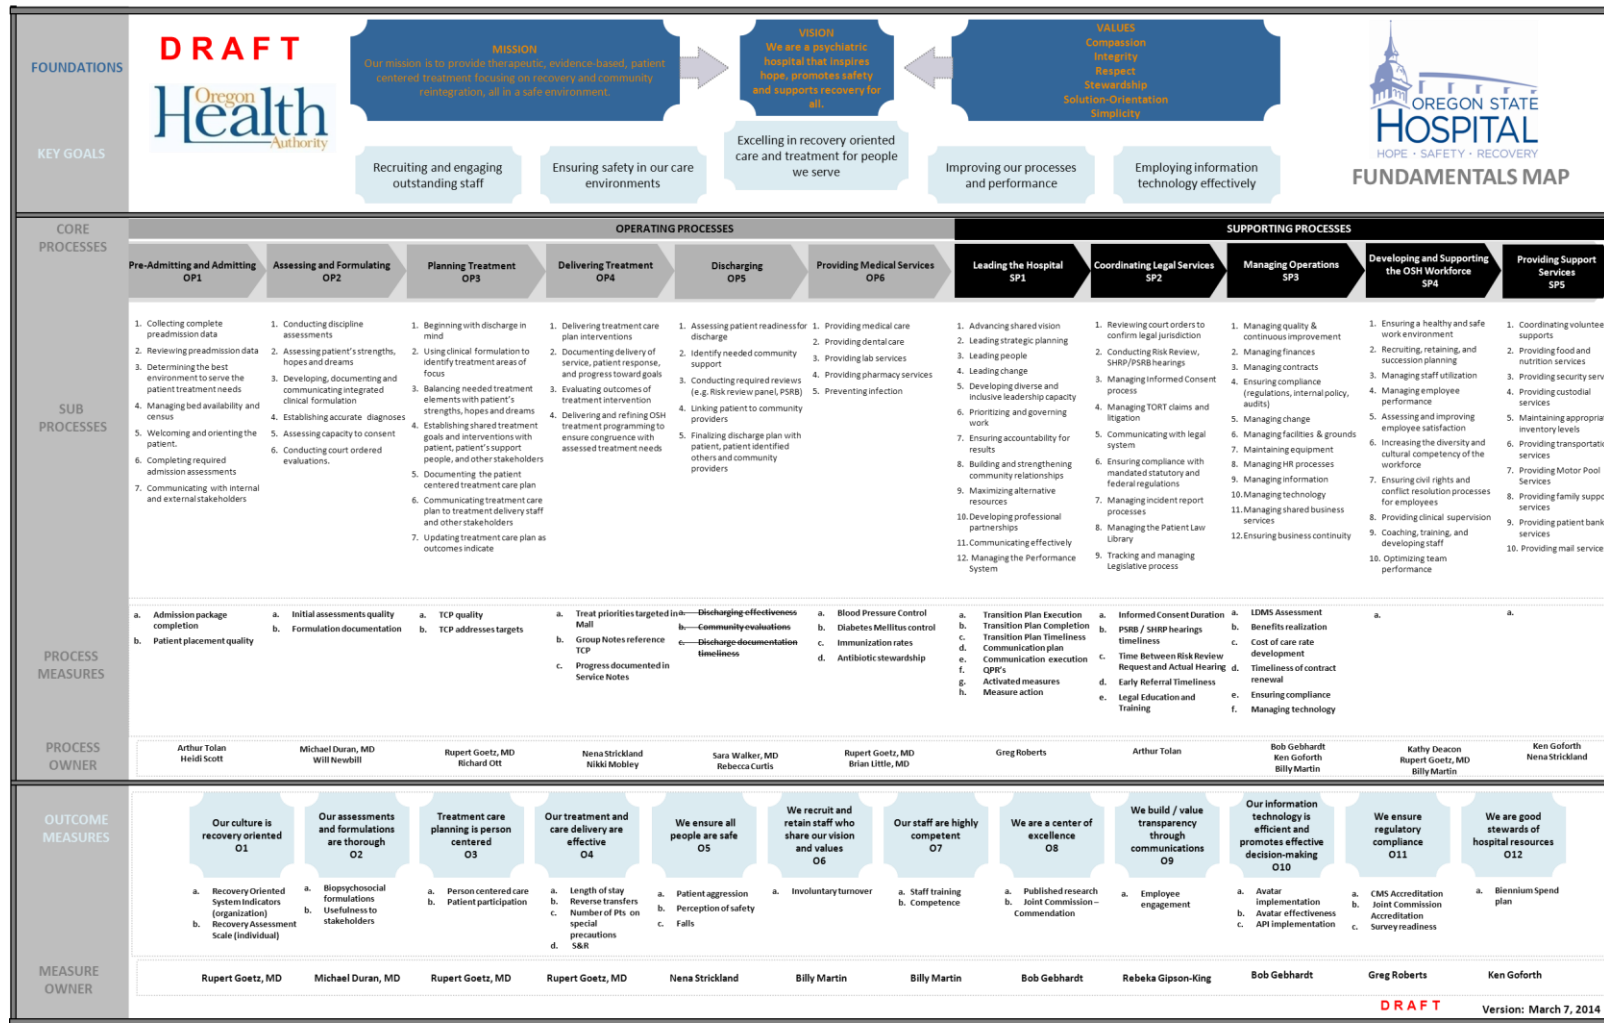 FOUNDATIONS
KEY GOALS
DRAFT
Oregon
Health
Authority
MISSION
Our mission is to provide therapeutic, evidence-based, patient
centered treatment focusing on recovery and community
reintegration, all in a safe environment.
VISION
We are a psychiatric
hospital that inspires
hope, promotes safety
and supports recovery for
all.
VALUES
Compassion
Integrity
Respect
Stewardship
Solution-Orientation
Simplicity
OREGON STATE
HOSPITAL
HOPE · SAFETY · RECOVERY
FUNDAMENTALS MAP
Recruiting and engaging
outstanding staff
Ensuring safety in our care
environments
Excelling in recovery oriented
care and treatment for people
we serve
Improving our processes
and performance
Employing information
technology effectively
CORE
PROCESSES
OPERATING PROCESSES
SUPPORTING PROCESSES
Pre-Admitting and Admitting
OP1
Assessing and Formulating
OP2
Planning Treatment
OP3
Delivering Treatment
OP4
Discharging
OP5
Providing Medical Services
OP6
Leading the Hospital
SP1
Coordinating Legal Services
SP2
Managing Operations
SP3
Developing and Supporting
the OSH Workforce
SP4
Providing Support
Services
SP5
SUB
PROCESSES
1. Collecting complete
preadmission data
2. Reviewing preadmission data
3. Determining the best
environment to serve the
patient treatment needs
4. Managing bed availability and
census
5. Welcoming and orienting the
patient.
6. Completing required
admission assessments
7. Communicating with internal
and external stakeholders
1. Conducting discipline
assessments
2. Assessing patient's strengths,
hopes and dreams
3. Developing, documenting and
communicating integrated
clinical formulation
4. Establishing accurate diagnoses
5. Assessing capacity to consent
6. Conducting court ordered
evaluations.
1. Beginning with discharge in
mind
2. Using clinical formulation to
identify treatment areas of
focus
3. Balancing needed treatment
elements with patient's
strengths, hopes and dreams
4. Establishing shared treatment
goals and interventions with
patient, patient's support
people, and other stakeholders
5. Documenting the patient
centered treatment care plan
6. Communicating treatment care
plan to treatment delivery staff
and other stakeholders
7. Updating treatment care plan as
outcomes indicate
1. Delivering treatment care
plan interventions
2. Documenting delivery of
service, patient response,
and progress toward goals
3. Evaluating outcomes of
treatment intervention
4. Delivering and refining OSH
treatment programming to
ensure congruence with
assessed treatment needs
1. Assessing patient readiness for
discharge
2. Identify needed community
support
3. Conducting required reviews
(e.g. Risk review panel, PSRB)
4. Linking patient to community
providers
5. Finalizing discharge plan with
patient, patient identified
others and community
providers
1. Providing medical care
2. Providing dental care
3. Providing lab services
4. Providing pharmacy services
5. Preventing infection
1. Advancing shared vision
2. Leading strategic planning
3. Leading people
4. Leading change
5. Developing diverse and
inclusive leadership capacity
6. Prioritizing and governing
work
7. Ensuring accountability for
results
8. Building and strengthening
community relationships
9. Maximizing alternative
resources
10. Developing professional
partnerships
11. Communicating effectively
12. Managing the Performance
System
1. Reviewing court orders to
confirm legal jurisdiction
2. Conducting Risk Review,
SHRP/PSRB hearings
3. Managing Informed Consent
process
4. Managing TORT claims and
litigation
5. Communicating with legal
system
6. Ensuring compliance with
mandated statutory and
federal regulations
7. Managing incident report
processes
8. Managing the Patient Law
Library
9. Tracking and managing
Legislative process
1. Managing quality &
continuous improvement
2. Managing finances
3. Managing contracts
4. Ensuring compliance
(regulations, internal policy,
audits)
5. Managing change
6. Managing facilities & grounds
7. Maintaining equipment
8. Managing HR processes
9. Managing information
10. Managing technology
11. Managing shared business
services
12. Ensuring business continuity
1. Ensuring a healthy and safe
work environment
2. Recruiting, retaining, and
succession planning
3. Managing staff utilization
4. Managing employee
performance
5. Assessing and improving
employee satisfaction
6. Increasing the diversity and
cultural competency of the
workforce
7. Ensuring civil rights and
conflict resolution processes
for employees
8. Providing clinical supervision
9. Coaching, training, and
developing staff
10. Optimizing team
performance
1. Coordinating voluntee
supports
2. Providing food and
nutrition services
3. Providing security serv
4. Providing custodial
services
5. Maintaining appropria
inventory levels
6. Providing transportatio
services
7. Providing Motor Pool
Services
8. Providing family suppo
services
9. Providing patient bank
services
10. Providing mail service
PROCESS
MEASURES
a. Admission package
completion
b. Patient placement quality
a. Initial assessments quality
b. Formulation documentation
a. TCP quality
b. TCP addresses targets
a. Treat priorities targeted in
Mall
b. Group Notes reference
TCP
c. Progress documented in
Service Notes
a. Discharging effectiveness
b. Community evaluations
c. Discharge documentation
timeliness
a. Blood Pressure Control
b. Diabetes Mellitus control
c. Immunization rates
d. Antibiotic stewardship
a. Transition Plan Execution
b. Transition Plan Completion
c. Transition Plan Timeliness
d. Communication plan
e. Communication execution
f. QPR's
g. Activated measures
h. Measure action
a. Informed Consent Duration
b. PSRB / SHRP hearings
timeliness
c. Time Between Risk Review
Request and Actual Hearing
d. Early Referral Timeliness
e. Legal Education and
Training
a. LDMS Assessment
b. Benefits realization
c. Cost of care rate
development
d. Timeliness of contract
renewal
e. Ensuring compliance
f. Managing technology
a.
a.
PROCESS
OWNER
Arthur Tolan
Heidi Scott
Michael Duran, MD
Will Newbill
Rupert Goetz, MD
Richard Ott
Nena Strickland
Nikki Mobley
Sara Walker, MD
Rebecca Curtis
Rupert Goetz, MD
Brian Little, MD
Greg Roberts
Arthur Tolan
Bob Gebhardt
Ken Goforth
Billy Martin
Kathy Deacon
Rupert Goetz, MD
Billy Martin
Ken Goforth
Nena Strickland
OUTCOME
MEASURES
Our culture is
recovery oriented
O1
Our assessments
and formulations
are thorough
O2
Treatment care
planning is person
centered
O3
Our treatment and
care delivery are
effective
O4
We ensure all
people are safe
O5
We recruit and
retain staff who
share our vision
and values
O6
Our staff are highly
competent
O7
We are a center of
excellence
O8
We build / value
transparency
through
communications
O9
Our information
technology is
efficient and
promotes effective
decision-making
O10
We ensure
regulatory
compliance
O11
We are good
stewards of
hospital resources
O12
a. Recovery Oriented
System Indicators
(organization)
b. Recovery Assessment
Scale (individual)
a. Biopsychosocial
formulations
b. Usefulness to
stakeholders
a. Person centered care
b. Patient participation
a. Length of stay
b. Reverse transfers
c. Number of Pts on
special
precautions
d. S&R
a. Patient aggression
b. Perception of safety
c. Falls
a. Involuntary turnover
a. Staff training
b. Competence
a. Published research
b. Joint Commission –
Commendation
a. Employee
engagement
a. Avatar
implementation
b. Avatar effectiveness
c. API implementation
a. CMS Accreditation
b. Joint Commission
Accreditation
c. Survey readiness
a. Biennium Spend
plan
MEASURE
OWNER
Rupert Goetz, MD
Michael Duran, MD
Rupert Goetz, MD
Rupert Goetz, MD
Nena Strickland
Billy Martin
Billy Martin
Bob Gebhardt
Rebeka Gipson-King
Bob Gebhardt
Greg Roberts
Ken Goforth
DRAFT
Version: March 7, 2014